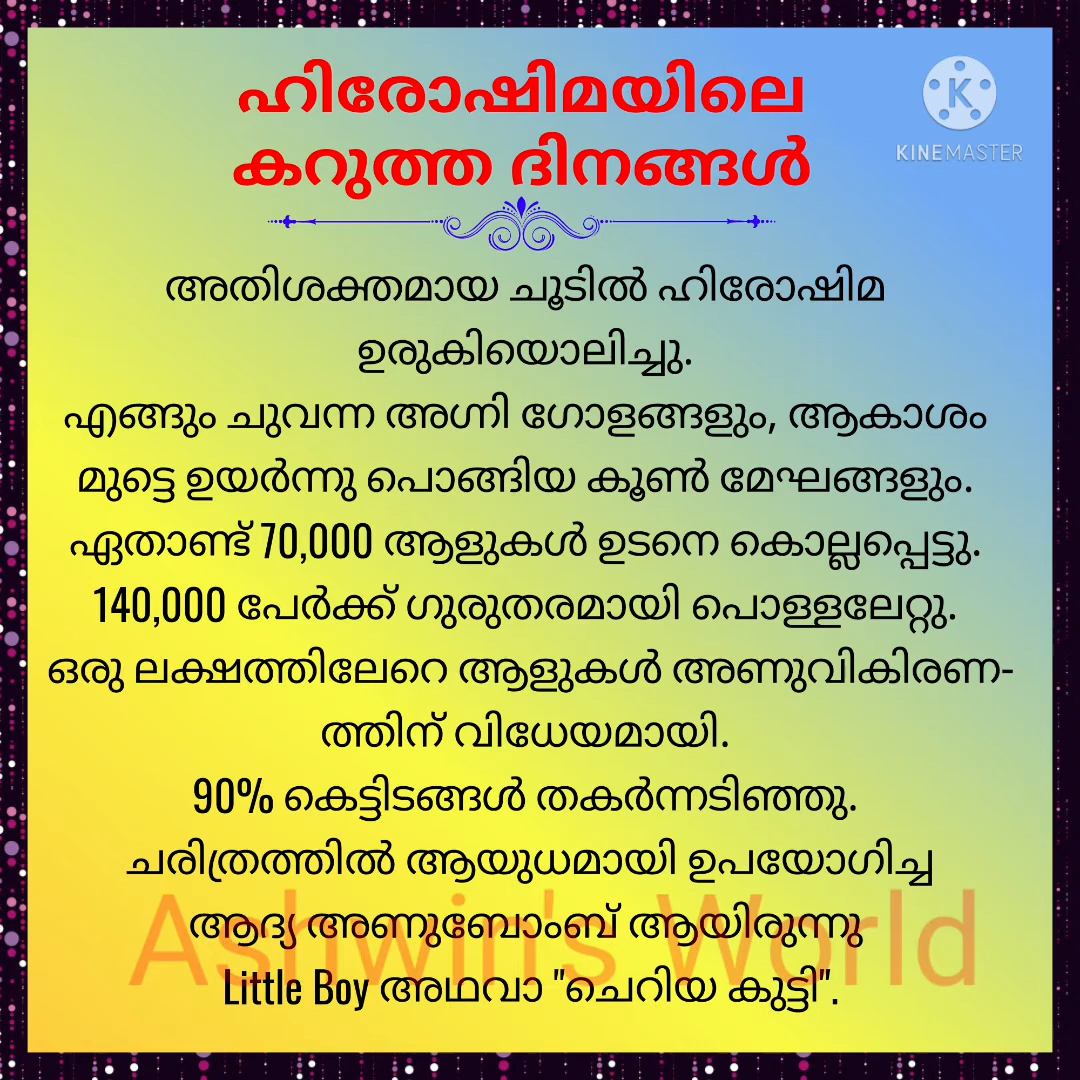 ഹിരോഷിമയിലെ
കറുത്ത ദിനങ്ങൾ
K
KINEMASTER
അതിശക്തമായ ചൂടിൽ ഹിരോഷിമ
ഉരുകിയൊലിച്ചു.
എങ്ങും ചുവന്ന അഗ്നി ഗോളങ്ങളും, ആകാശം
മുട്ടെ ഉയർന്നു പൊങ്ങിയ കൂൺ മേഘങ്ങളും.
ഏതാണ്ട് 70,000 ആളുകൾ ഉടനെ കൊല്ലപ്പെട്ടു.
140,000 പേർക്ക് ഗുരുതരമായി പൊള്ളലേറ്റു.
ഒരു ലക്ഷത്തിലേറെ ആളുകൾ അണുവികിരണ-
ത്തിന് വിധേയമായി.
90% കെട്ടിടങ്ങൾ തകർന്നടിഞ്ഞു.
ചരിത്രത്തിൽ ആയുധമായി ഉപയോഗിച്ച
ആദ്യ അണുബോംബ് ആയിരുന്നു
Little Boy അഥവാ "ചെറിയ കുട്ടി".
Ashwin's World